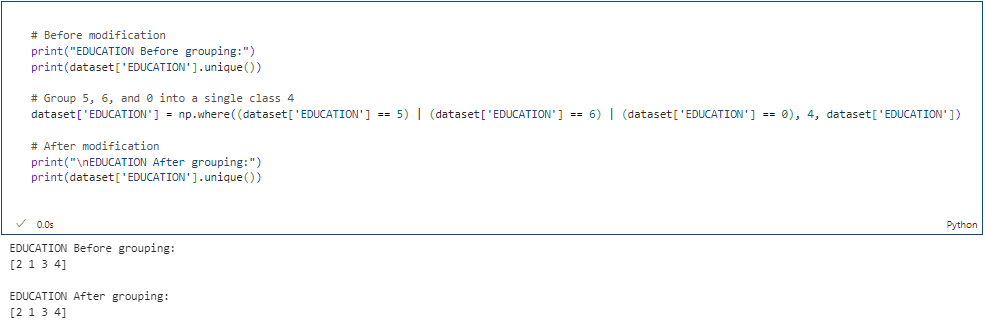 # Before modification
print("EDUCATION Before grouping:")
print(dataset['EDUCATION'].unique())
# Group 5, 6, and 0 into a single class 4
dataset['EDUCATION'] = np.where((dataset['EDUCATION'] == 5) | (dataset['EDUCATION'] == 6) | (dataset['EDUCATION'] == 0), 4, dataset['EDUCATION'])
# After modification
print("\nEDUCATION After grouping:")
print(dataset['EDUCATION'].unique())
0.0s
Python
EDUCATION Before grouping:
[2 1 3 4]
EDUCATION After grouping:
[2 1 3 4]